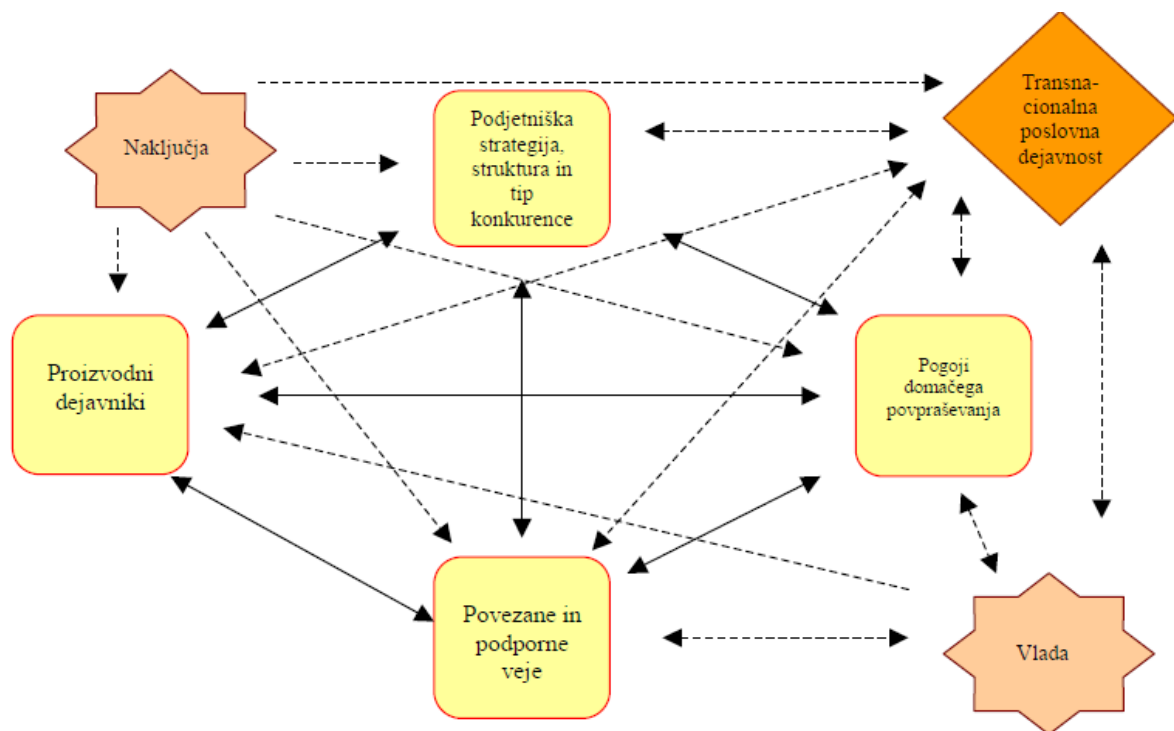 Naključja
Podjetniška
strategija,
struktura in
tip
konkurence
Transna-
cionalna
poslovna
dejavnost
Proizvodni
dejavniki
Pogoji
domačega
povpraševanja
Povezane in
podporne
veje
Vlada